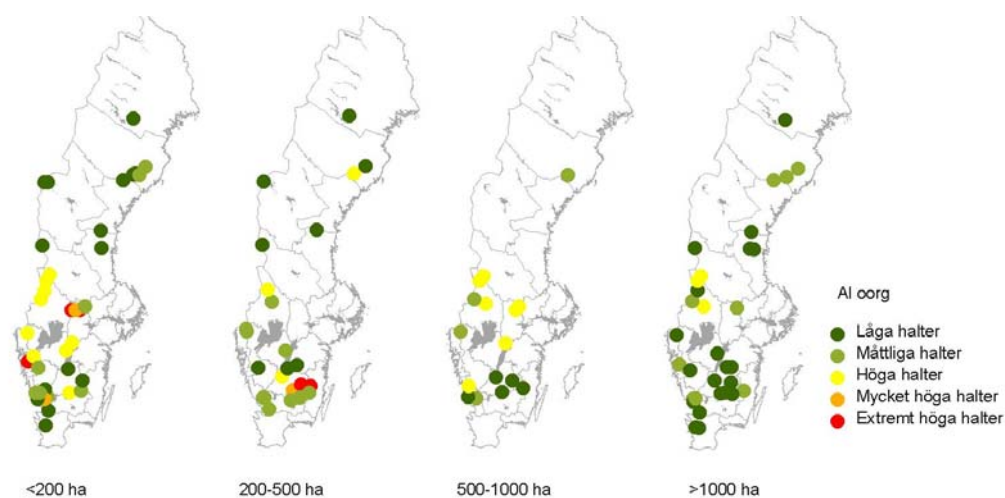 Al oorg
Låga halter
Måttliga halter
Höga halter
Mycket höga halter
Extremt höga halter
<200 ha
200-500 ha
500-1000 ha
>1000 ha